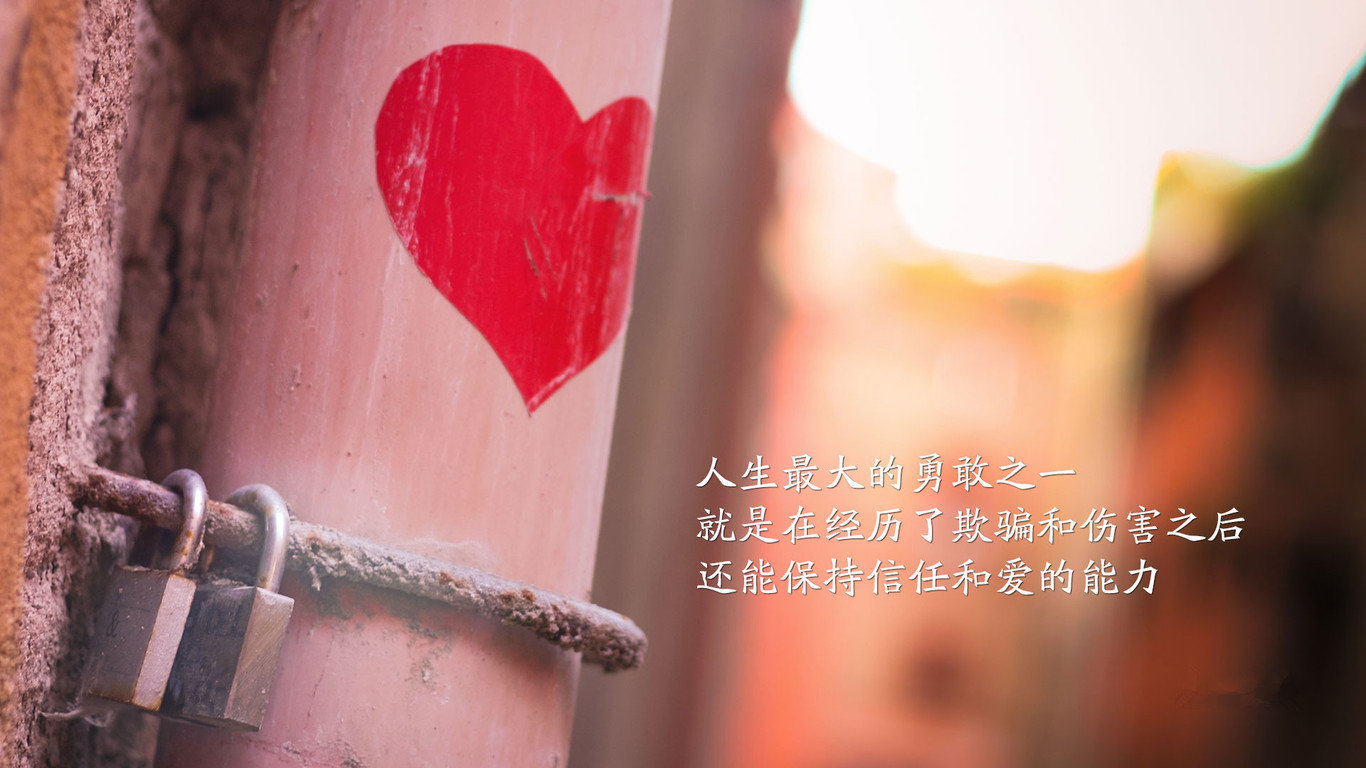 人生最大的勇敢之一
就是在经历了欺骗和伤害之后
还能保持信任和爱的能力